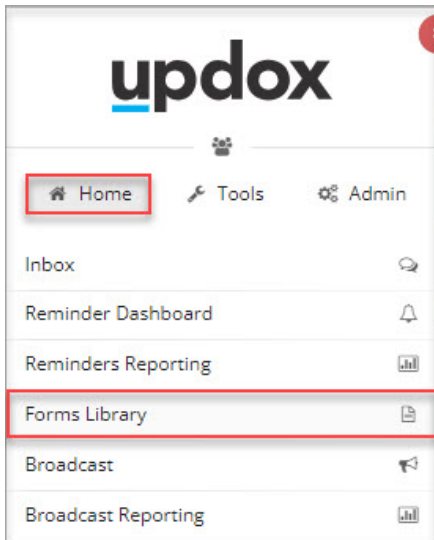 updox
Home Tools Admin
Inbox
Reminder Dashboard
Reminders Reporting
Forms Library
Broadcast
Broadcast Reporting